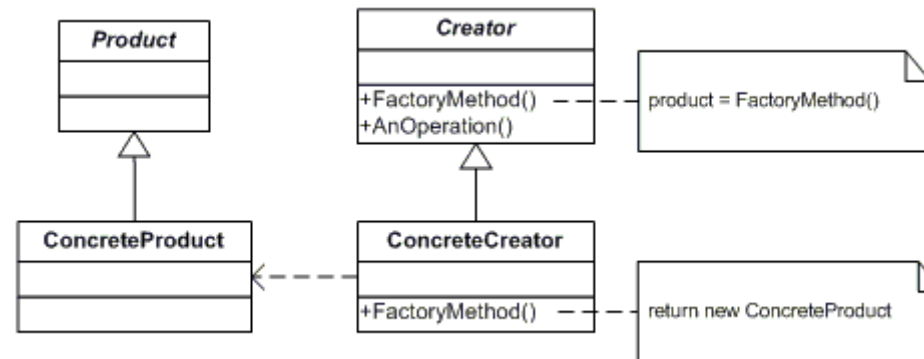 Product
Creator
+FactoryMethod()
+AnOperation()
product = FactoryMethod()
ConcreteProduct
ConcreteCreator
+FactoryMethod()
return new ConcreteProduct